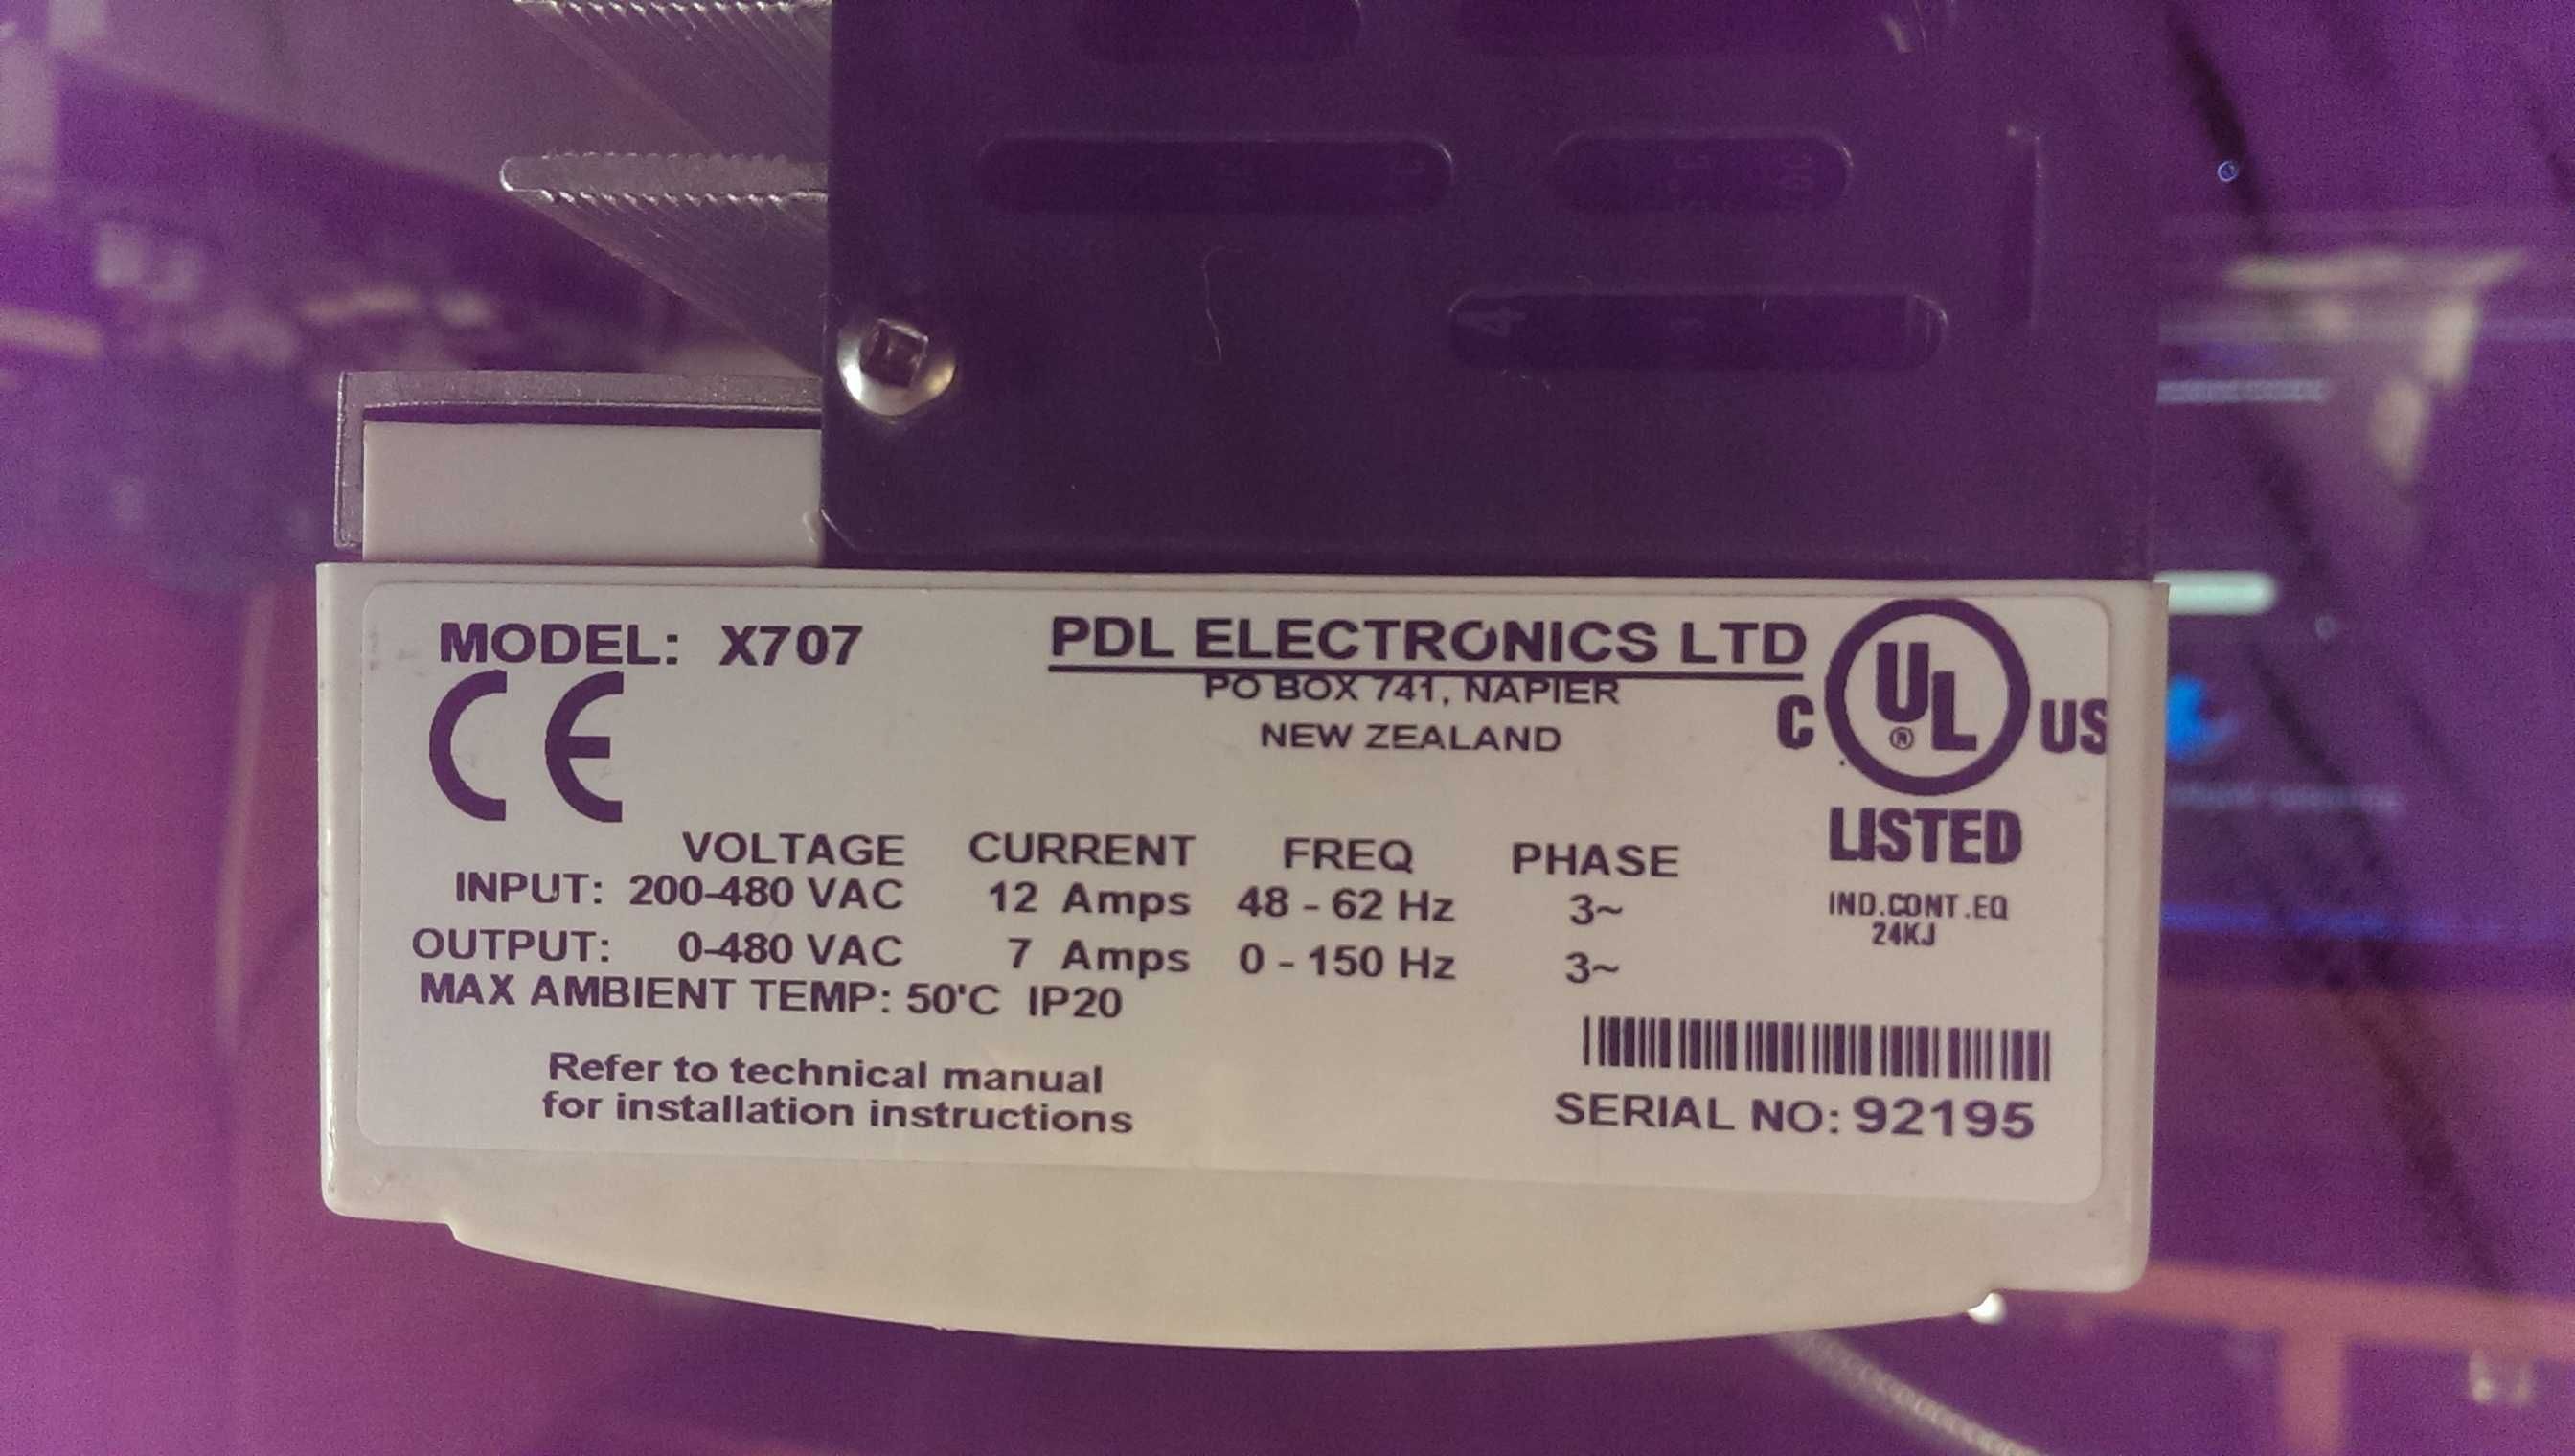 MODEL: X707
PDL ELECTRONICS LTD
PO BOX 741, NAPIER
NEW ZEALAND
CE
C UL ® US
LISTED
IND.CONT.EQ
24KJ
VOLTAGE CURRENT FREQ PHASE
INPUT: 200-480 VAC 12 Amps 48 - 62 Hz 3~
OUTPUT: 0-480 VAC 7 Amps 0 - 150 Hz 3~
MAX AMBIENT TEMP: 50'C IP20
Refer to technical manual
for installation instructions
SERIAL NO: 92195